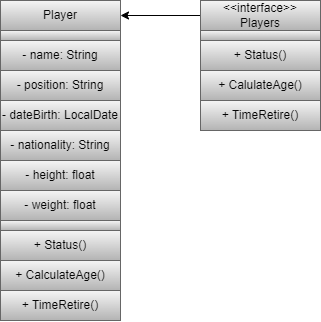 Player
- name: String
- position: String
- dateBirth: LocalDate
- nationality: String
- height: float
- weight: float
+ Status()
+ CalculateAge()
+ TimeRetire()
<<interface>>
Players
+ Status()
+ CalulateAge()
+ TimeRetire()